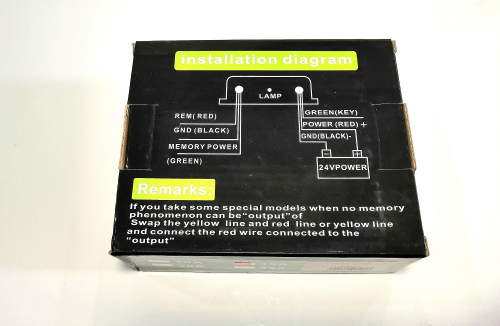 installation diagram
LAMP
REM( RED)
GND (BLACK)
MEMORY POWER
(GREEN)
GREEN(KEY)
POWER (RED) +
GND(BLACK)-
- +
24VPOWER
Remarks:
If you take some special models when no memory
phenomenon can be"output"of
Swap the yellow line and red line or yellow line
and connect the red wire connected to the
"output"